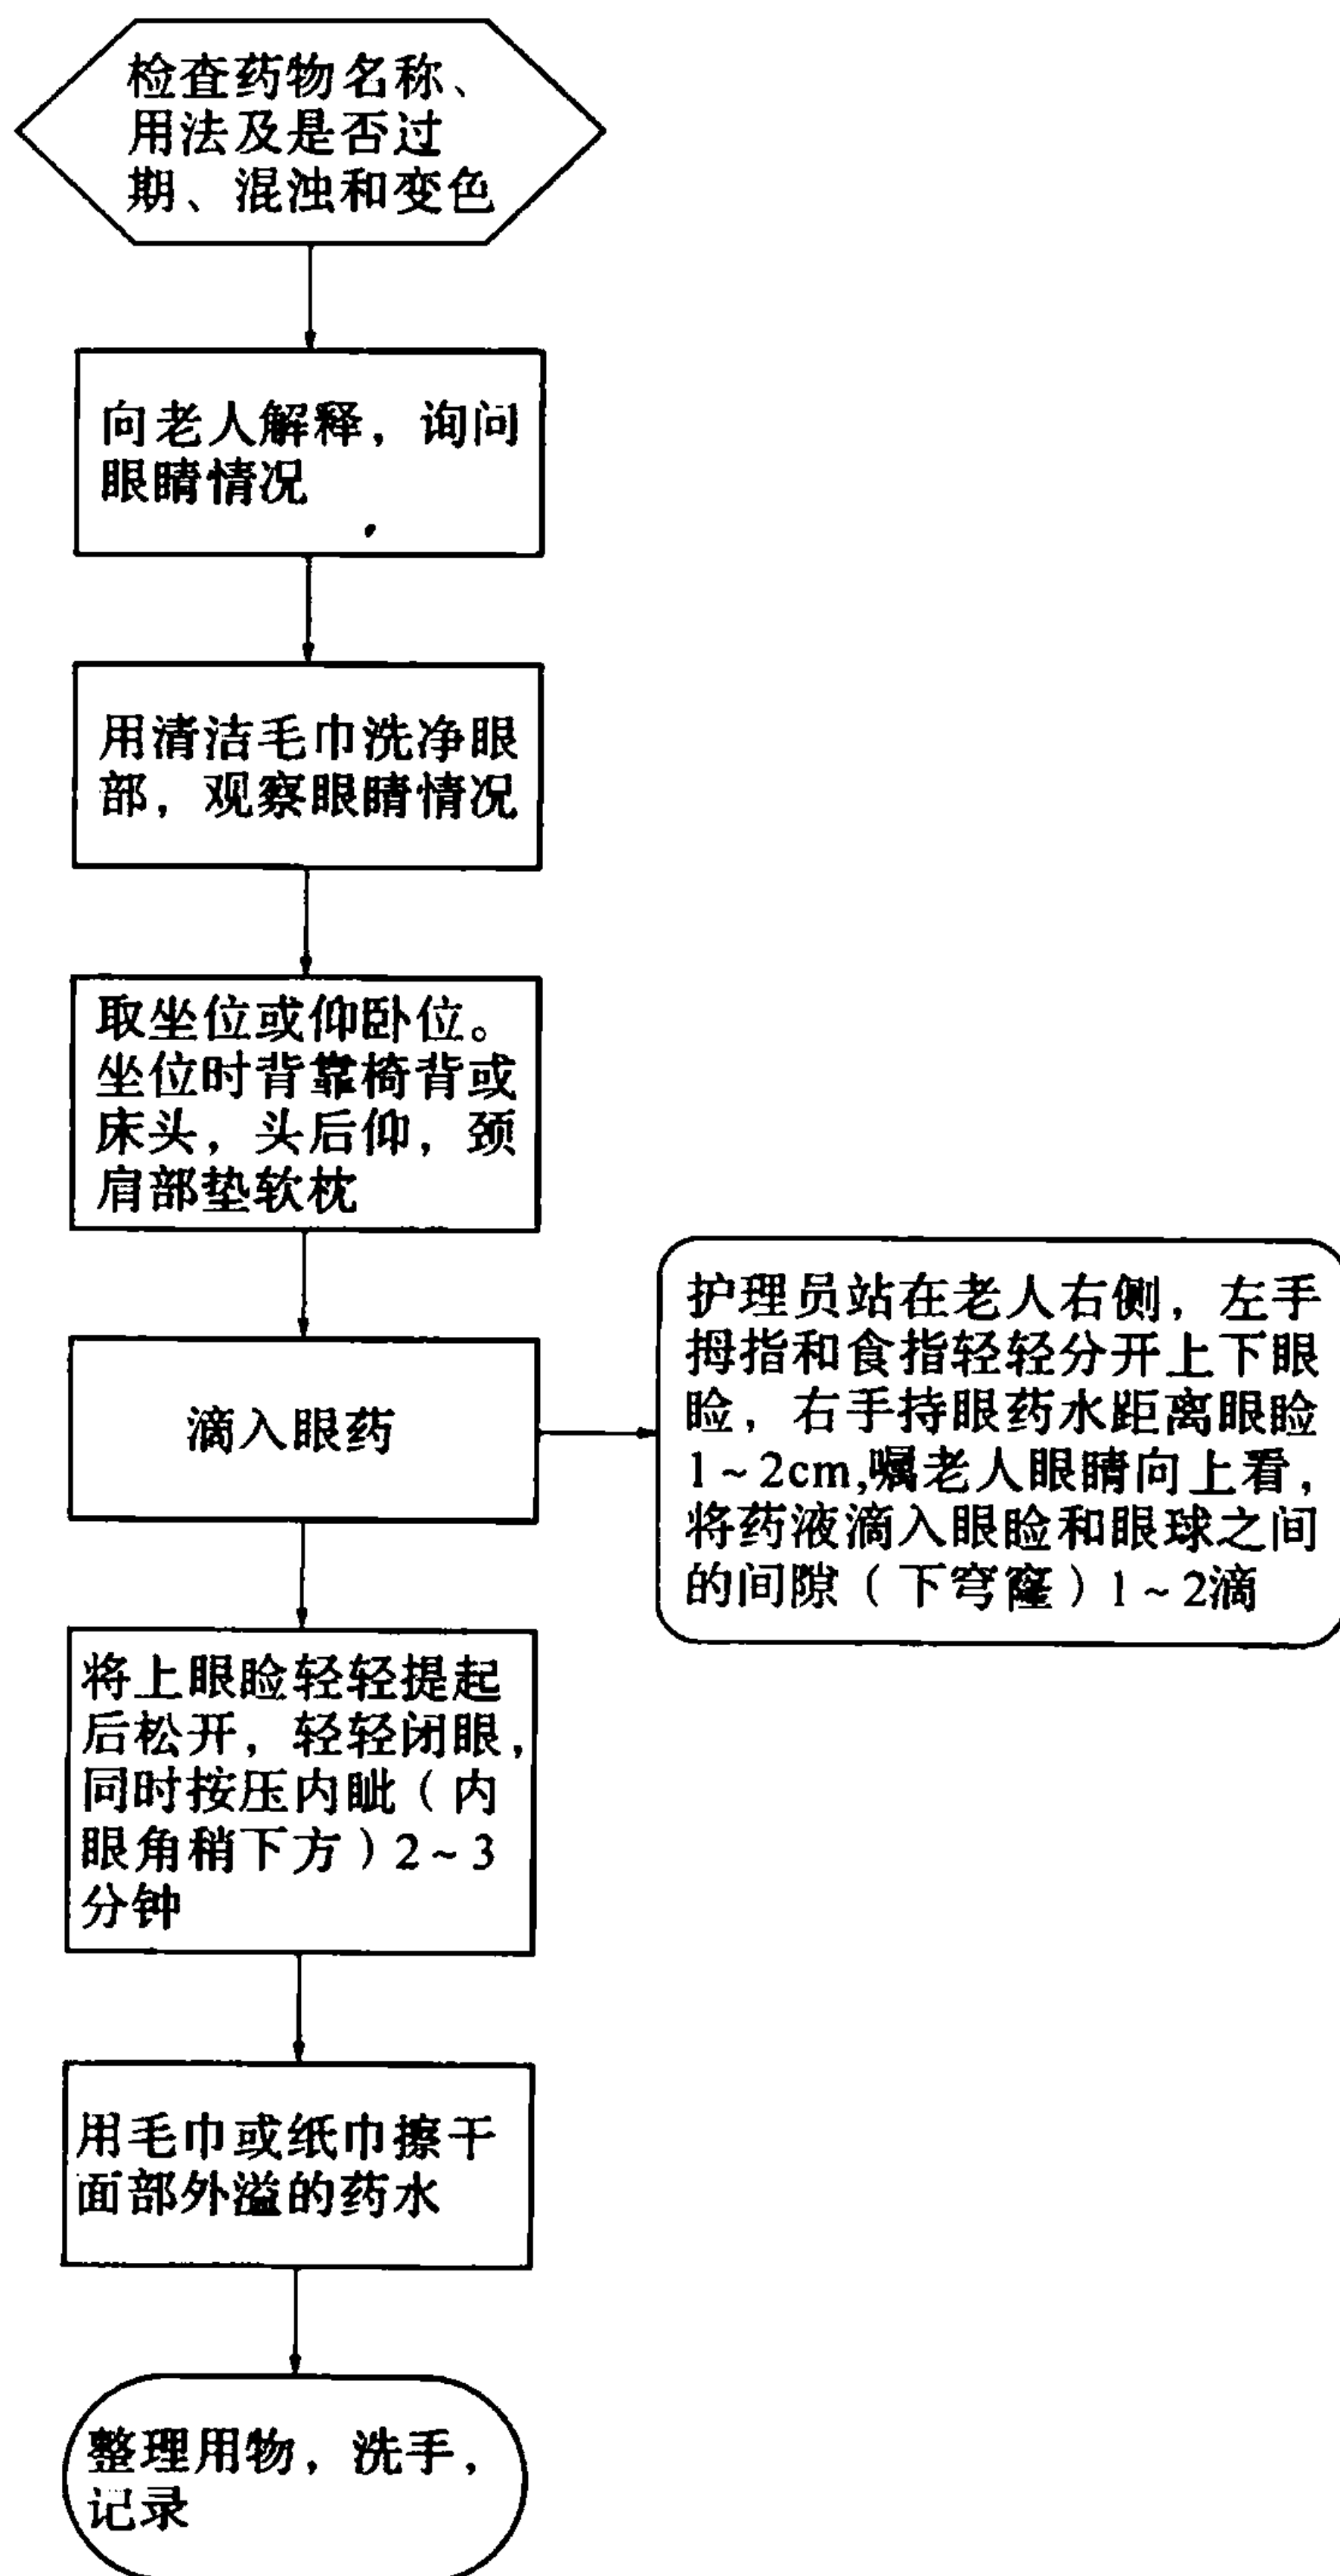 检查药物名称、
用法及是否过
期、混浊和变色
向老人解释，询问
眼睛情况
用清洁毛巾洗净眼
部，观察眼睛情况
取坐位或仰卧位。
坐位时背靠椅背或
床头，头后仰，颈
肩部垫软枕
滴入眼药
护理员站在老人右侧，左手
拇指和食指轻轻分开上下眼
睑，右手持眼药水距离眼睑
1~2cm,嘱老人眼睛向上看，
将药液滴入眼睑和眼球之间
的间隙（下穹窿）1~2滴
将上眼睑轻轻提起
后松开，轻轻闭眼，
同时按压内眦（内
眼角稍下方）2~3
分钟
用毛巾或纸巾擦干
面部外溢的药水
整理用物，洗手，
记录